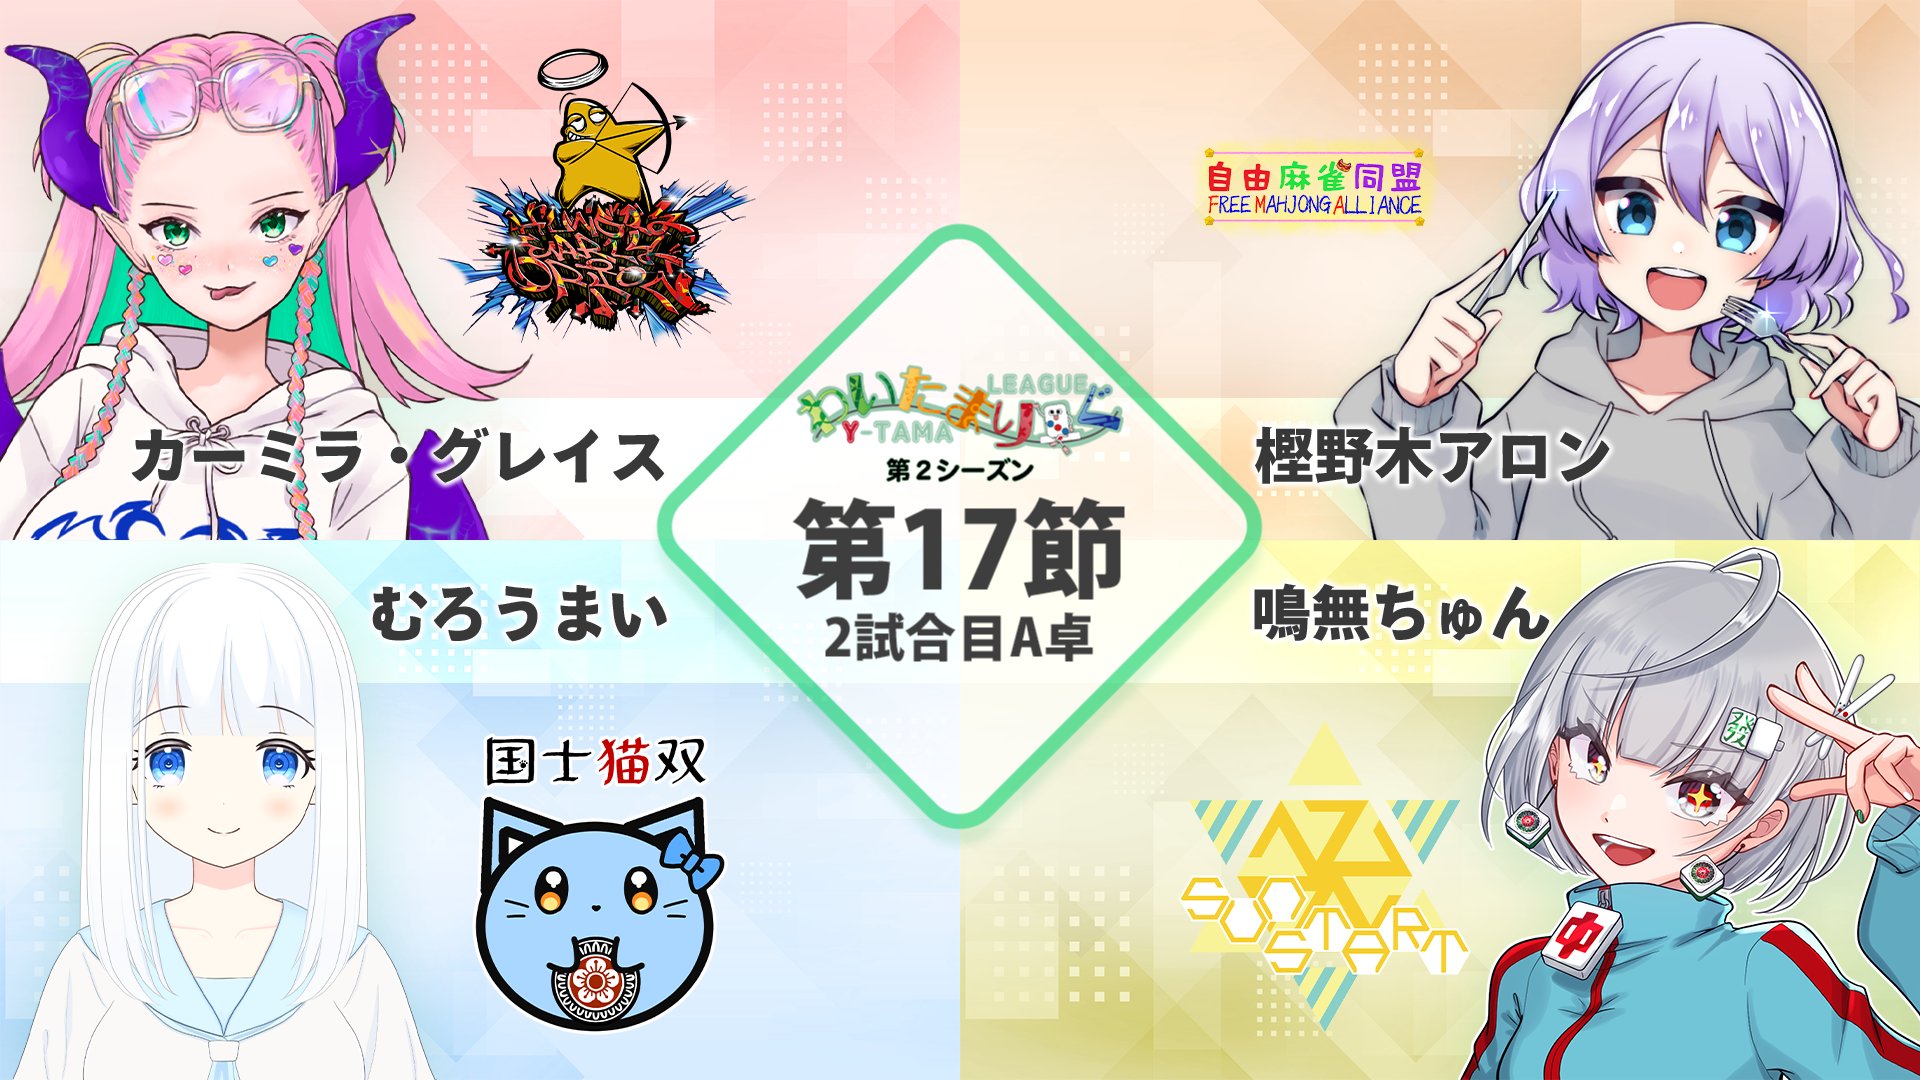 カーミラ・グレイス
自由麻雀同盟
FREE MAHJONG ALLIANCE
樫野木アロン
わいたまりーぐ
LEAGUE
Y-TAMA
第2シーズン
第17節
2試合目A卓
むろうまい
国士猫双
鳴無ちゅん
發
中
SUN START